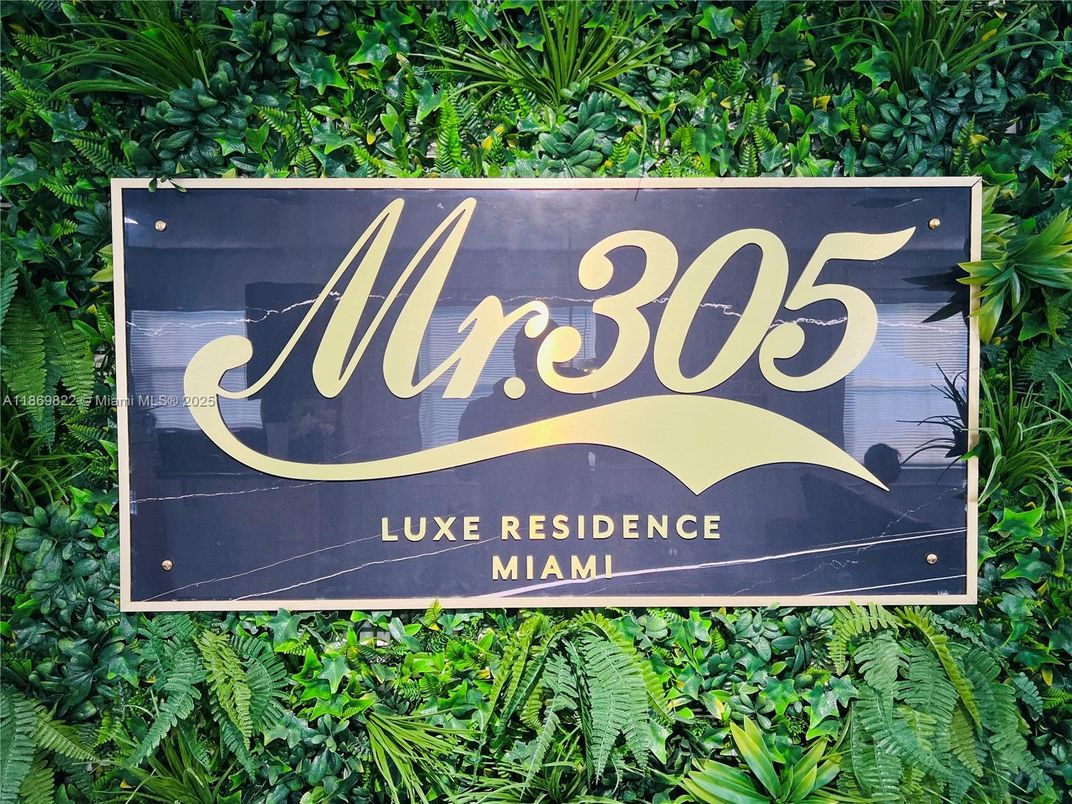 Mr.305
A11869822 © Miami MLS® 2025
LUXE RESIDENCE
MIAMI